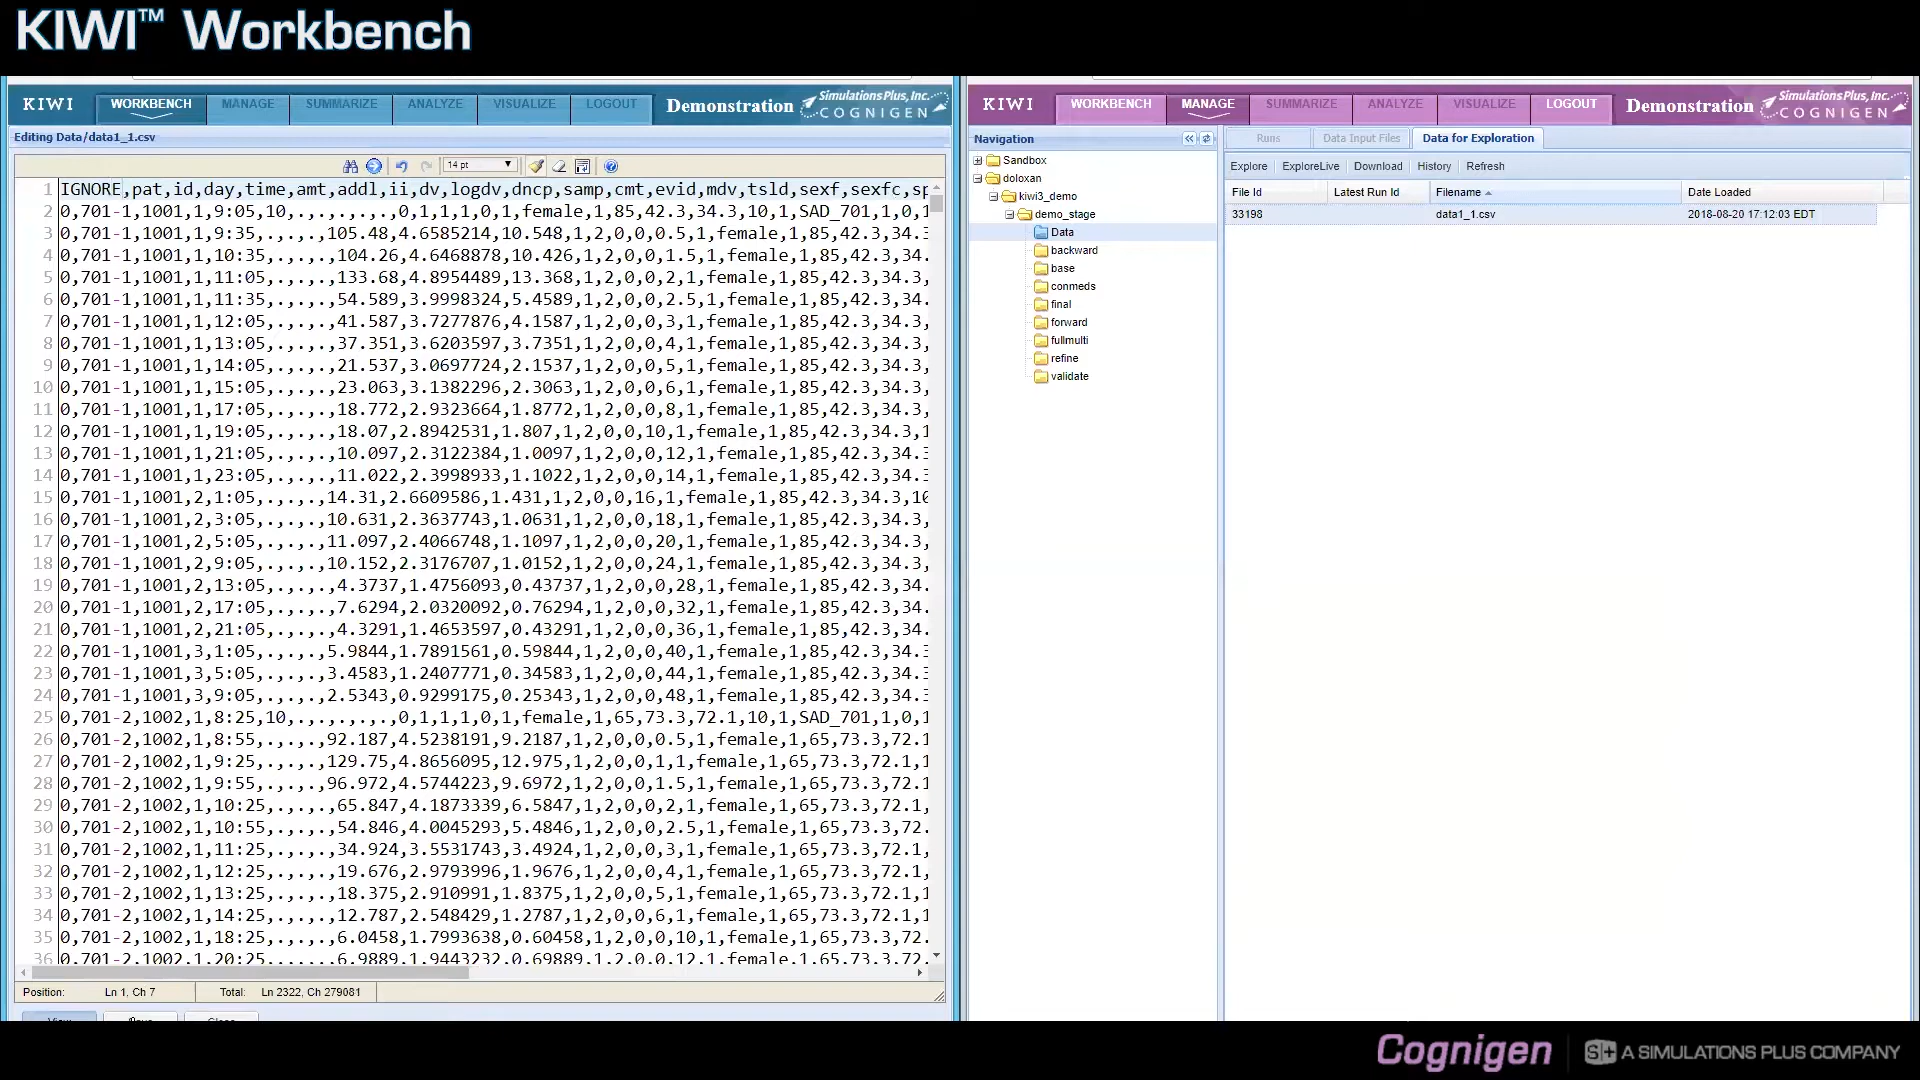 KIWI™ Workbench
KIWI WORKBENCH MANAGE SUMMARIZE ANALYZE VISUALIZE LOGOUT Demonstration SimulationsPlus, Inc. COGNIGEN
Editing Data/data1_1.csv
14 pt
1 IGNORE,pat,id,day,time,amt,addl,ii,dv,logdv,dncp,samp,cmt,evid,mdv,tsld,sexf,sexfc,sp
2 0,701-1,1001,1,9:05,10,.,.,.,.,.,0,1,1,1,0,1,female,1,85,42.3,34.3,10,1,SAD_701,1,0,1
3 0,701-1,1001,1,9:35,.,.,.,105.48,4.6585214,10.548,1,2,0,0,0.5,1,female,1,85,42.3,34.3
4 0,701-1,1001,1,10:35,.,.,.,104.26,4.6468878,10.426,1,2,0,0,1.5,1,female,1,85,42.3,34.
5 0,701-1,1001,1,11:05,.,.,.,133.68,4.8954489,13.368,1,2,0,0,2,1,female,1,85,42.3,34.3
6 0,701-1,1001,1,11:35,.,.,.,54.589,3.9998324,5.4589,1,2,0,0,2.5,1,female,1,85,42.3,34.
7 0,701-1,1001,1,12:05,.,.,.,41.587,3.7277876,4.1587,1,2,0,0,3,1,female,1,85,42.3,34.3,
8 0,701-1,1001,1,13:05,.,.,.,37.351,3.6203597,3.7351,1,2,0,0,4,1,female,1,85,42.3,34.3,
9 0,701-1,1001,1,14:05,.,.,.,21.537,3.0697724,2.1537,1,2,0,0,5,1,female,1,85,42.3,34.3,
10 0,701-1,1001,1,15:05,.,.,.,23.063,3.1382296,2.3063,1,2,0,0,6,1,female,1,85,42.3,34.3,
11 0,701-1,1001,1,17:05,.,.,.,18.772,2.9323664,1.8772,1,2,0,0,8,1,female,1,85,42.3,34.3,
12 0,701-1,1001,1,19:05,.,.,.,18.07,2.8942531,1.807,1,2,0,0,10,1,female,1,85,42.3,34.3,1
13 0,701-1,1001,1,21:05,.,.,.,10.097,2.3122384,1.0097,1,2,0,0,12,1,female,1,85,42.3,34.3
14 0,701-1,1001,1,23:05,.,.,.,11.022,2.3998933,1.1022,1,2,0,0,14,1,female,1,85,42.3,34.3
15 0,701-1,1001,2,1:05,.,.,.,14.31,2.6609586,1.431,1,2,0,0,16,1,female,1,85,42.3,34.3,10
16 0,701-1,1001,2,3:05,.,.,.,10.631,2.3637743,1.0631,1,2,0,0,18,1,female,1,85,42.3,34.3,
17 0,701-1,1001,2,5:05,.,.,.,11.097,2.4066748,1.1097,1,2,0,0,20,1,female,1,85,42.3,34.3,
18 0,701-1,1001,2,9:05,.,.,.,10.152,2.3176707,1.0152,1,2,0,0,24,1,female,1,85,42.3,34.3,
19 0,701-1,1001,2,13:05,.,.,.,4.3737,1.4756093,0.43737,1,2,0,0,28,1,female,1,85,42.3,34.
20 0,701-1,1001,2,17:05,.,.,.,7.6294,2.0320092,0.76294,1,2,0,0,32,1,female,1,85,42.3,34.
21 0,701-1,1001,2,21:05,.,.,.,4.3291,1.4653597,0.43291,1,2,0,0,36,1,female,1,85,42.3,34.
22 0,701-1,1001,3,1:05,.,.,.,5.9844,1.7891561,0.59844,1,2,0,0,40,1,female,1,85,42.3,34.3
23 0,701-1,1001,3,5:05,.,.,.,3.4583,1.2407771,0.34583,1,2,0,0,44,1,female,1,85,42.3,34.3
24 0,701-1,1001,3,9:05,.,.,.,2.5343,0.9299175,0.25343,1,2,0,0,48,1,female,1,85,42.3,34.3
25 0,701-2,1002,1,8:25,10,.,.,.,.,.,0,1,1,1,0,1,female,1,65,73.3,72.1,10,1,SAD_701,1,0,1
26 0,701-2,1002,1,8:55,.,.,.,92.187,4.5238191,9.2187,1,2,0,0,0.5,1,female,1,65,73.3,72.1
27 0,701-2,1002,1,9:25,.,.,.,129.75,4.8656095,12.975,1,2,0,0,1,1,female,1,65,73.3,72.1,1
28 0,701-2,1002,1,9:55,.,.,.,96.972,4.5744223,9.6972,1,2,0,0,1.5,1,female,1,65,73.3,72.1
29 0,701-2,1002,1,10:25,.,.,.,65.847,4.1873339,6.5847,1,2,0,0,2,1,female,1,65,73.3,72.1,
30 0,701-2,1002,1,10:55,.,.,.,54.846,4.0045293,5.4846,1,2,0,0,2.5,1,female,1,65,73.3,72.
31 0,701-2,1002,1,11:25,.,.,.,34.924,3.5531743,3.4924,1,2,0,0,3,1,female,1,65,73.3,72.1,
32 0,701-2,1002,1,12:25,.,.,.,19.676,2.9793996,1.9676,1,2,0,0,4,1,female,1,65,73.3,72.1,
33 0,701-2,1002,1,13:25,.,.,.,18.375,2.910991,1.8375,1,2,0,0,5,1,female,1,65,73.3,72.1,1
34 0,701-2,1002,1,14:25,.,.,.,12.787,2.548429,1.2787,1,2,0,0,6,1,female,1,65,73.3,72.1,1
35 0,701-2,1002,1,18:25,.,.,.,6.0458,1.7993638,0.60458,1,2,0,0,10,1,female,1,65,73.3,72.
36 0,701-2,1002,1,20:25,.,.,.,6.9889,1.9443232,0.69889,1,2,0,0,12,1,female,1,65,73.3,72.
Position: Ln 1, Ch 7 Total: Ln 2322, Ch 279081
KIWI WORKBENCH MANAGE SUMMARIZE ANALYZE VISUALIZE LOGOUT Demonstration SimulationsPlus, Inc. COGNIGEN
Navigation
Sandbox
doloxan
kiwi3_demo
demo_stage
Data
backward
base
conmeds
final
forward
fullmulti
refine
validate
Runs Data Input Files Data for Exploration
Explore ExploreLive Download History Refresh
File Id Latest Run Id Filename Date Loaded
33198 data1_1.csv 2018-08-20 17:12:03 EDT
Cognigen S+ A SIMULATIONS PLUS COMPANY